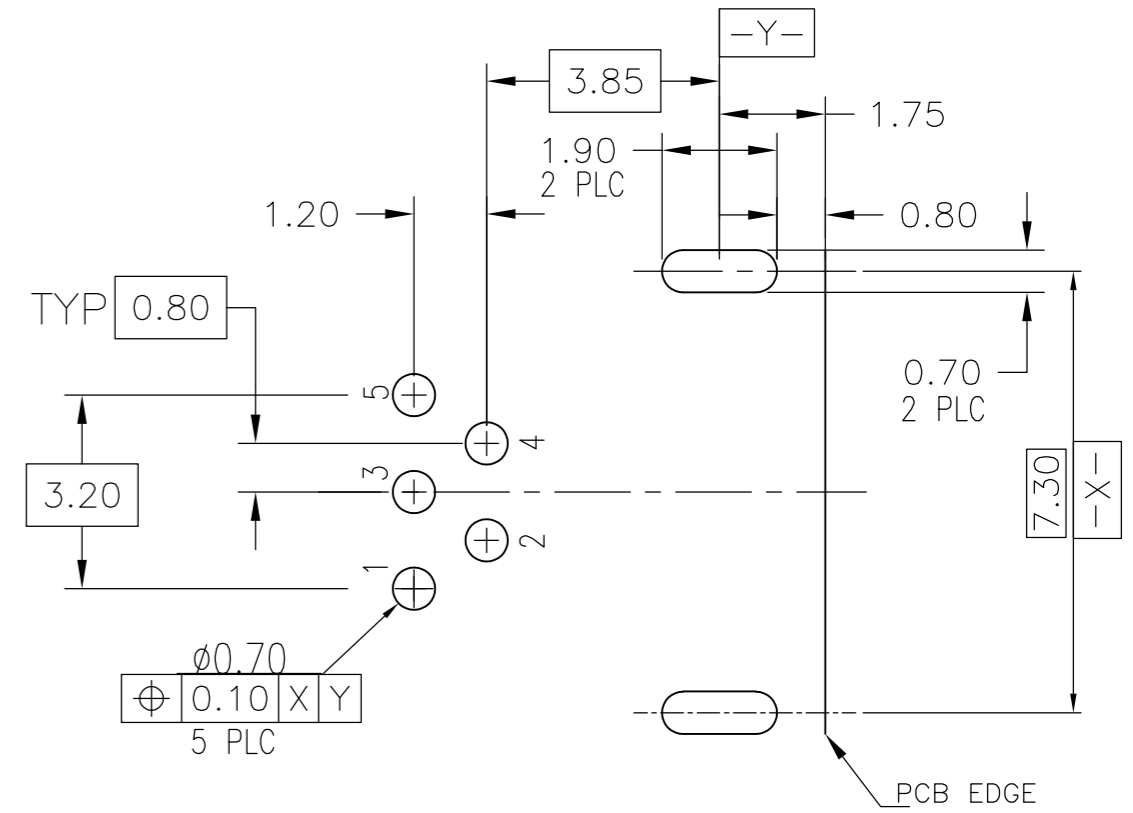 -Y-
3.85
1.75
1.90
2 PLC
1.20
0.80
TYP 0.80
0.70
2 PLC
5
4
3
3.20
7.30
-X-
2
1
ø0.70
⌖ 0.10 X Y
5 PLC
PCB EDGE